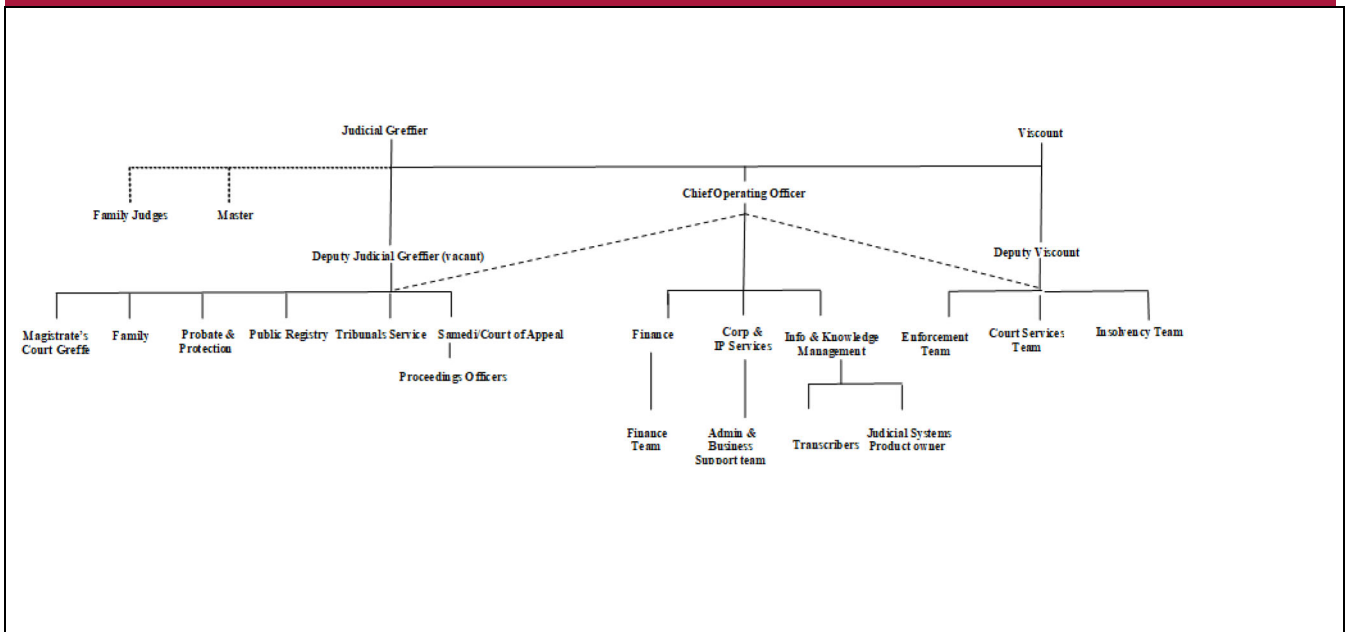 Judicial Greffier
Viscount
Chief Operating Officer
Family Judges
Master
Deputy Judicial Greffier (vacant)
Deputy Viscount
Magistrate's
Court Greffe
Family
Probate &
Protection
Public Registry
Tribunals Service
Samedi/Court of Appeal
Proceedings Officers
Finance
Corp &
IP Services
Info & Knowledge
Management
Enforcement
Team
Court Services
Team
Insolvency Team
Finance
Team
Admin &
Business
Support team
Transcribers
Judicial Systems
Product owner